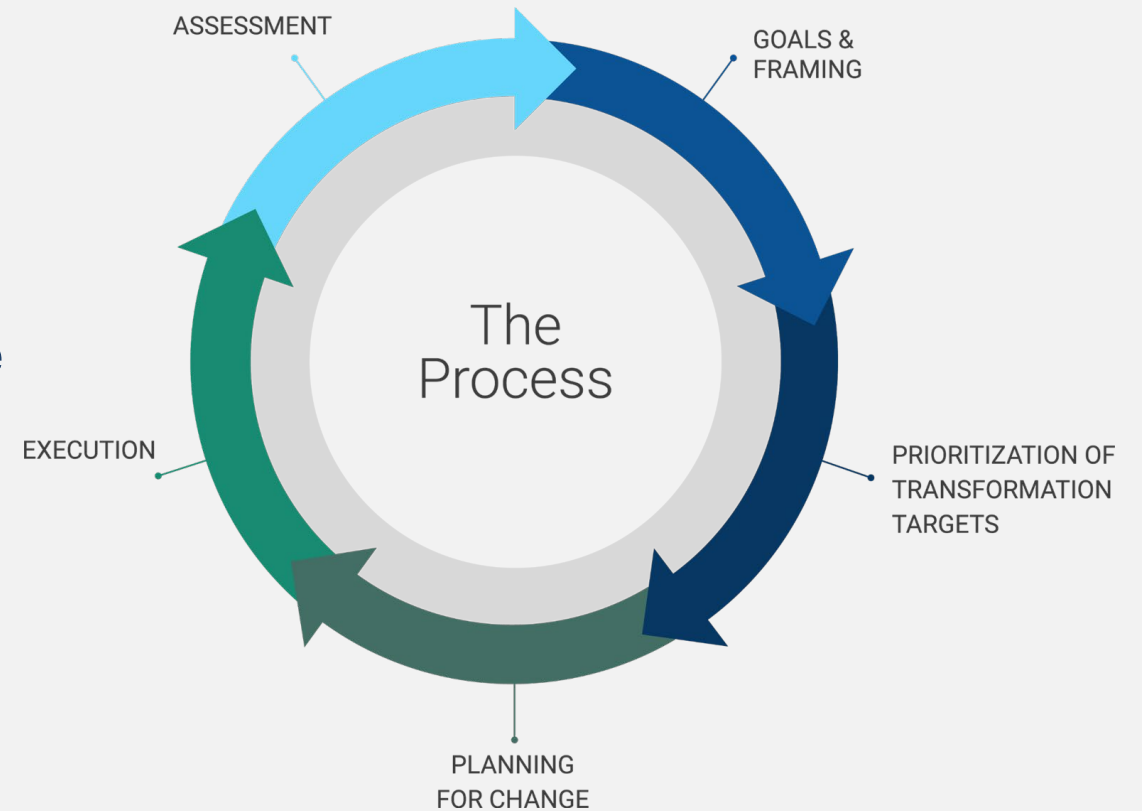 ASSESSMENT
GOALS &
FRAMING
The
Process
EXECUTION
PRIORITIZATION OF
TRANSFORMATION
TARGETS
PLANNING
FOR CHANGE